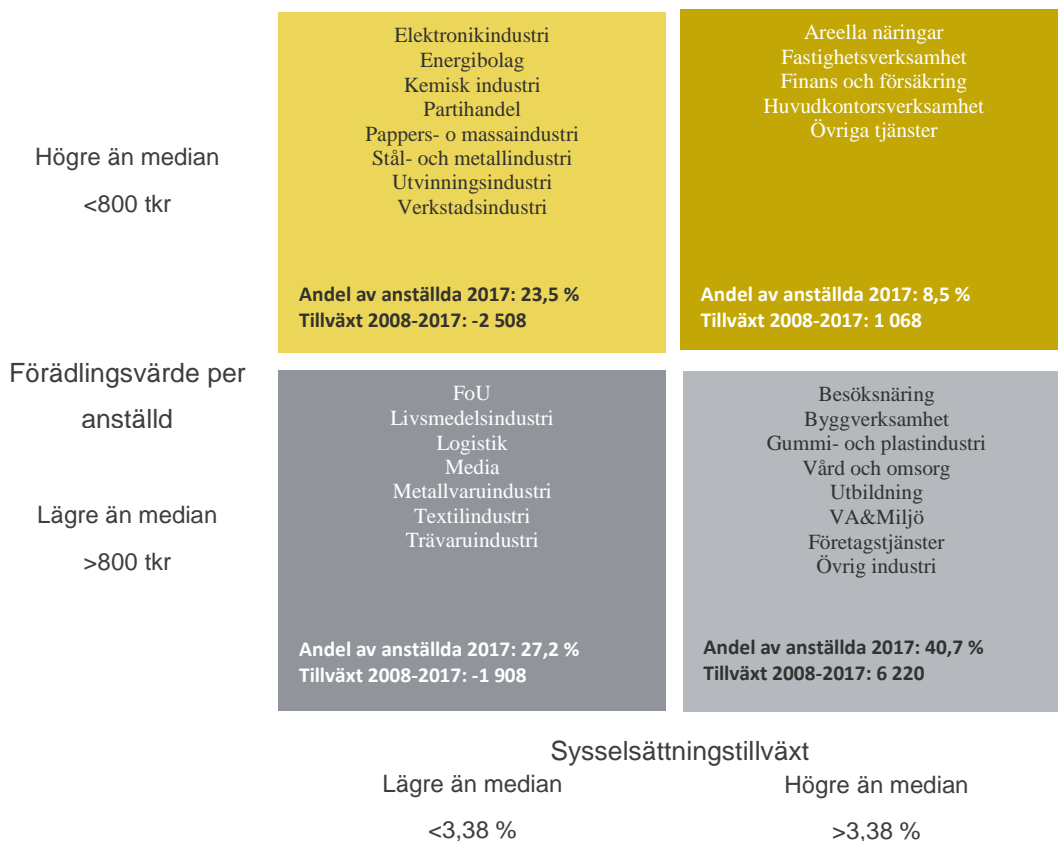 Elektronikindustri
Energibolag
Kemisk industri
Partihandel
Pappers- o massaindustri
Stål- och metallindustri
Utvinningsindustri
Verkstadsindustri
Andel av anställda 2017: 23,5 %
Tillväxt 2008-2017: -2 508
Areella näringar
Fastighetsverksamhet
Finans och försäkring
Huvudkontorsverksamhet
Övriga tjänster
Andel av anställda 2017: 8,5 %
Tillväxt 2008-2017: 1 068
Högre än median
<800 tkr
Förädlingsvärde per
anställd
Lägre än median
>800 tkr
FoU
Livsmedelsindustri
Logistik
Media
Metallvaruindustri
Textilindustri
Trävaruindustri
Andel av anställda 2017: 27,2 %
Tillväxt 2008-2017: -1 908
Besöksnäring
Byggverksamhet
Gummi- och plastindustri
Vård och omsorg
Utbildning
VA&Miljö
Företagstjänster
Övrig industri
Andel av anställda 2017: 40,7 %
Tillväxt 2008-2017: 6 220
Sysselsättningstillväxt
Lägre än median
<3,38 %
Högre än median
>3,38 %